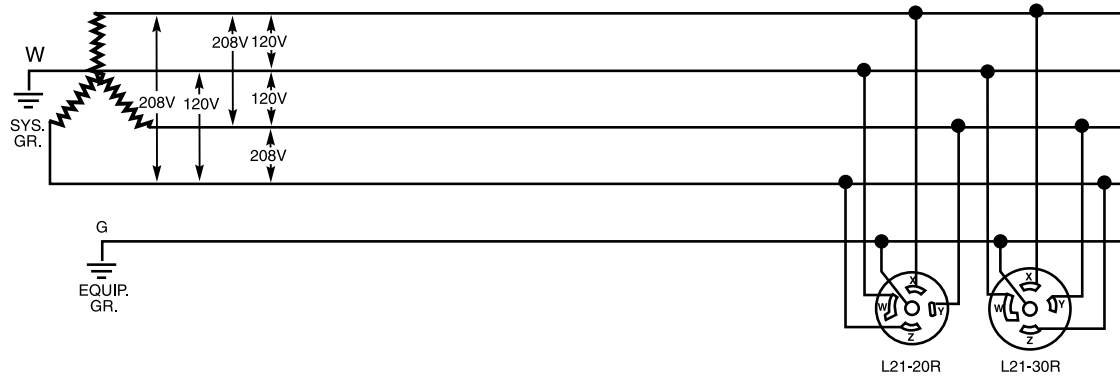 W
SYS.
GR.
208V
120V
208V
120V
120V
208V
G
EQUIP.
GR.
X
W
Y
Z
L21-20R
X
W
Y
Z
L21-30R